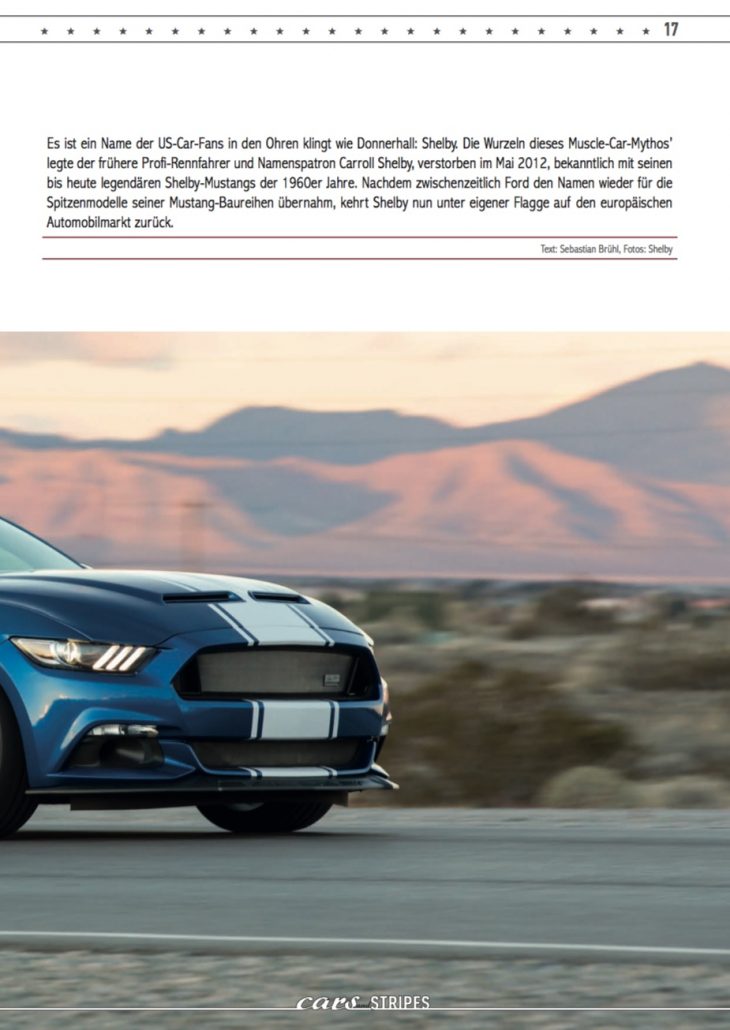 17
Es ist ein Name der US-Car-Fans in den Ohren klingt wie Donnerhall: Shelby. Die Wurzeln dieses Muscle-Car-Mythos'
legte der frühere Profi-Rennfahrer und Namenspatron Carroll Shelby, verstorben im Mai 2012, bekanntlich mit seinen
bis heute legendären Shelby-Mustangs der 1960er Jahre. Nachdem zwischenzeitlich Ford den Namen wieder für die
Spitzenmodelle seiner Mustang-Baureihen übernahm, kehrt Shelby nun unter eigener Flagge auf den europäischen
Automobilmarkt zurück.
Text: Sebastian Brühl, Fotos: Shelby
cars STRIPES